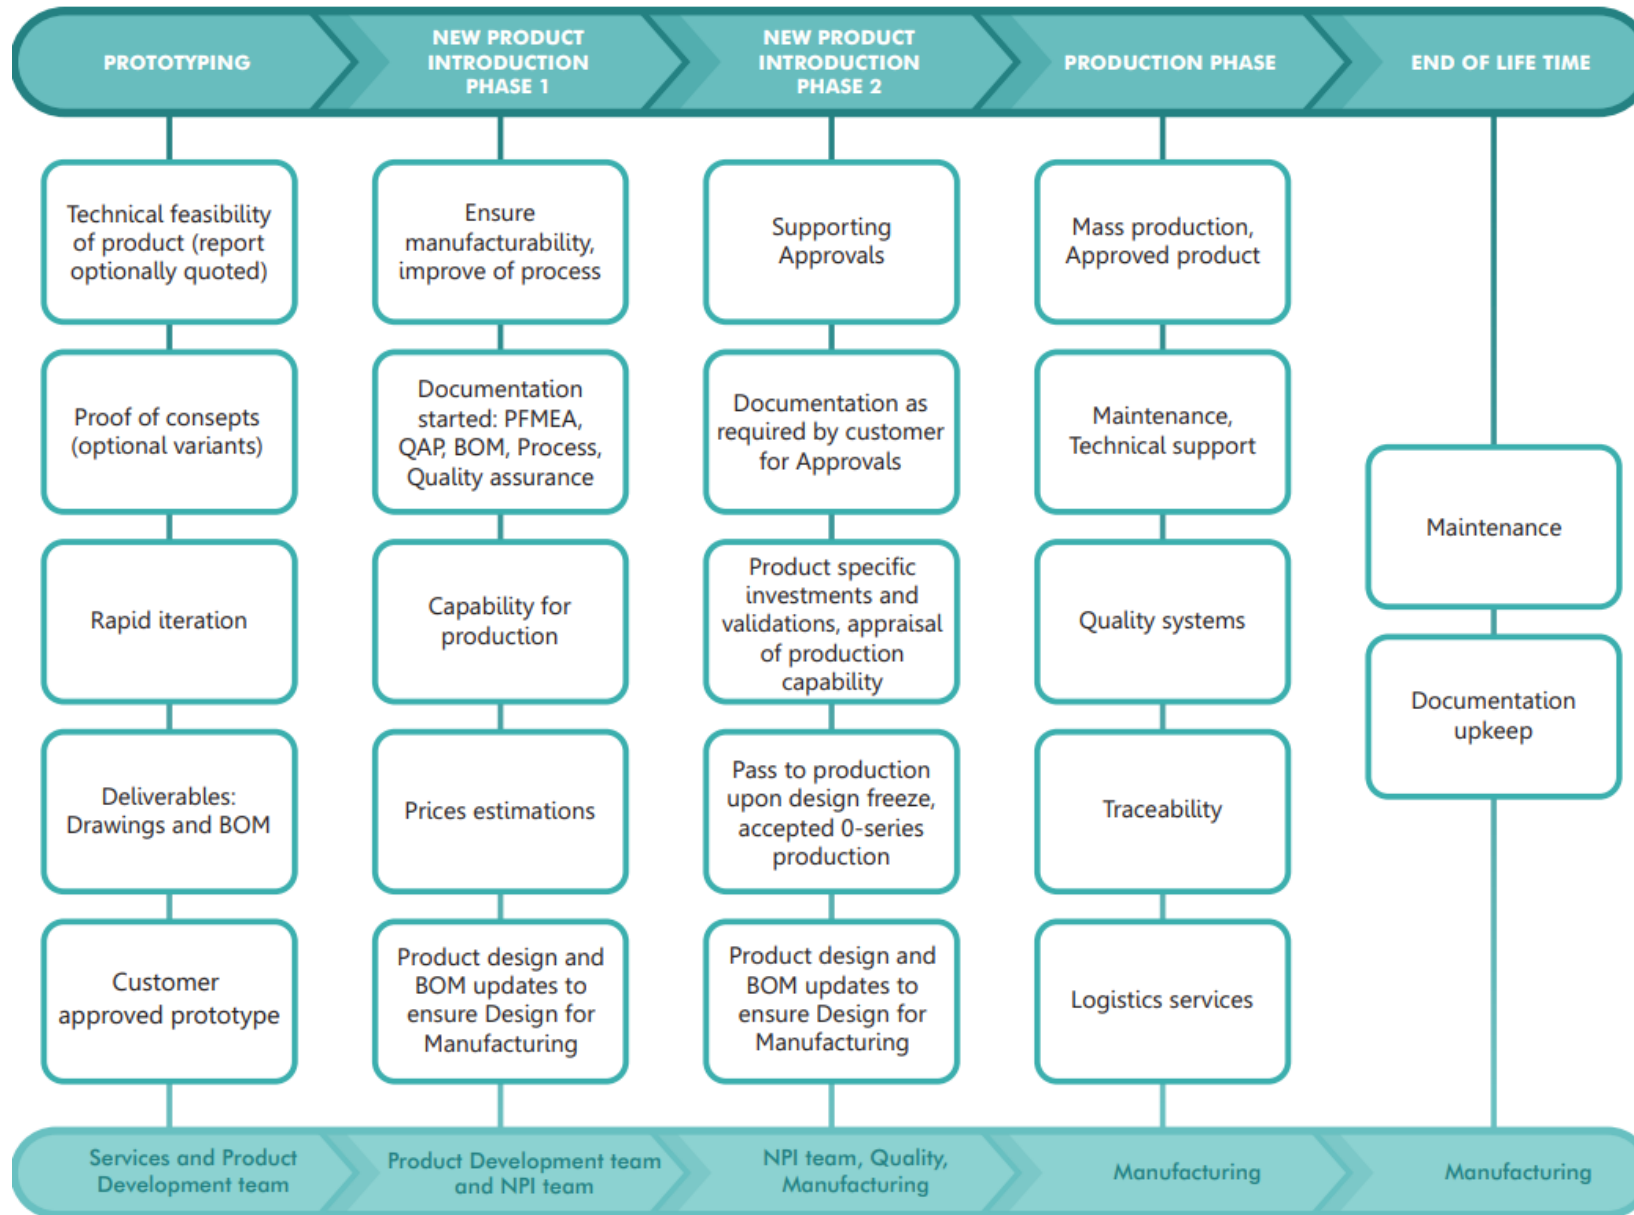 PROTOTYPING
NEW PRODUCT
INTRODUCTION
PHASE 1
NEW PRODUCT
INTRODUCTION
PHASE 2
PRODUCTION PHASE
END OF LIFE TIME
Technical feasibility
of product (report
optionally quoted)
Proof of consepts
(optional variants)
Rapid iteration
Deliverables:
Drawings and BOM
Customer
approved prototype
Ensure
manufacturability,
improve of process
Documentation
started: PFMEA,
QAP, BOM, Process,
Quality assurance
Capability for
production
Prices estimations
Product design and
BOM updates to
ensure Design for
Manufacturing
Supporting
Approvals
Documentation as
required by customer
for Approvals
Product specific
investments and
validations, appraisal
of production
capability
Pass to production
upon design freeze,
accepted 0-series
production
Product design and
BOM updates to
ensure Design for
Manufacturing
Mass production,
Approved product
Maintenance,
Technical support
Quality systems
Traceability
Logistics services
Maintenance
Documentation
upkeep
Services and Product
Development team
Product Development team
and NPI team
NPI team, Quality,
Manufacturing
Manufacturing
Manufacturing